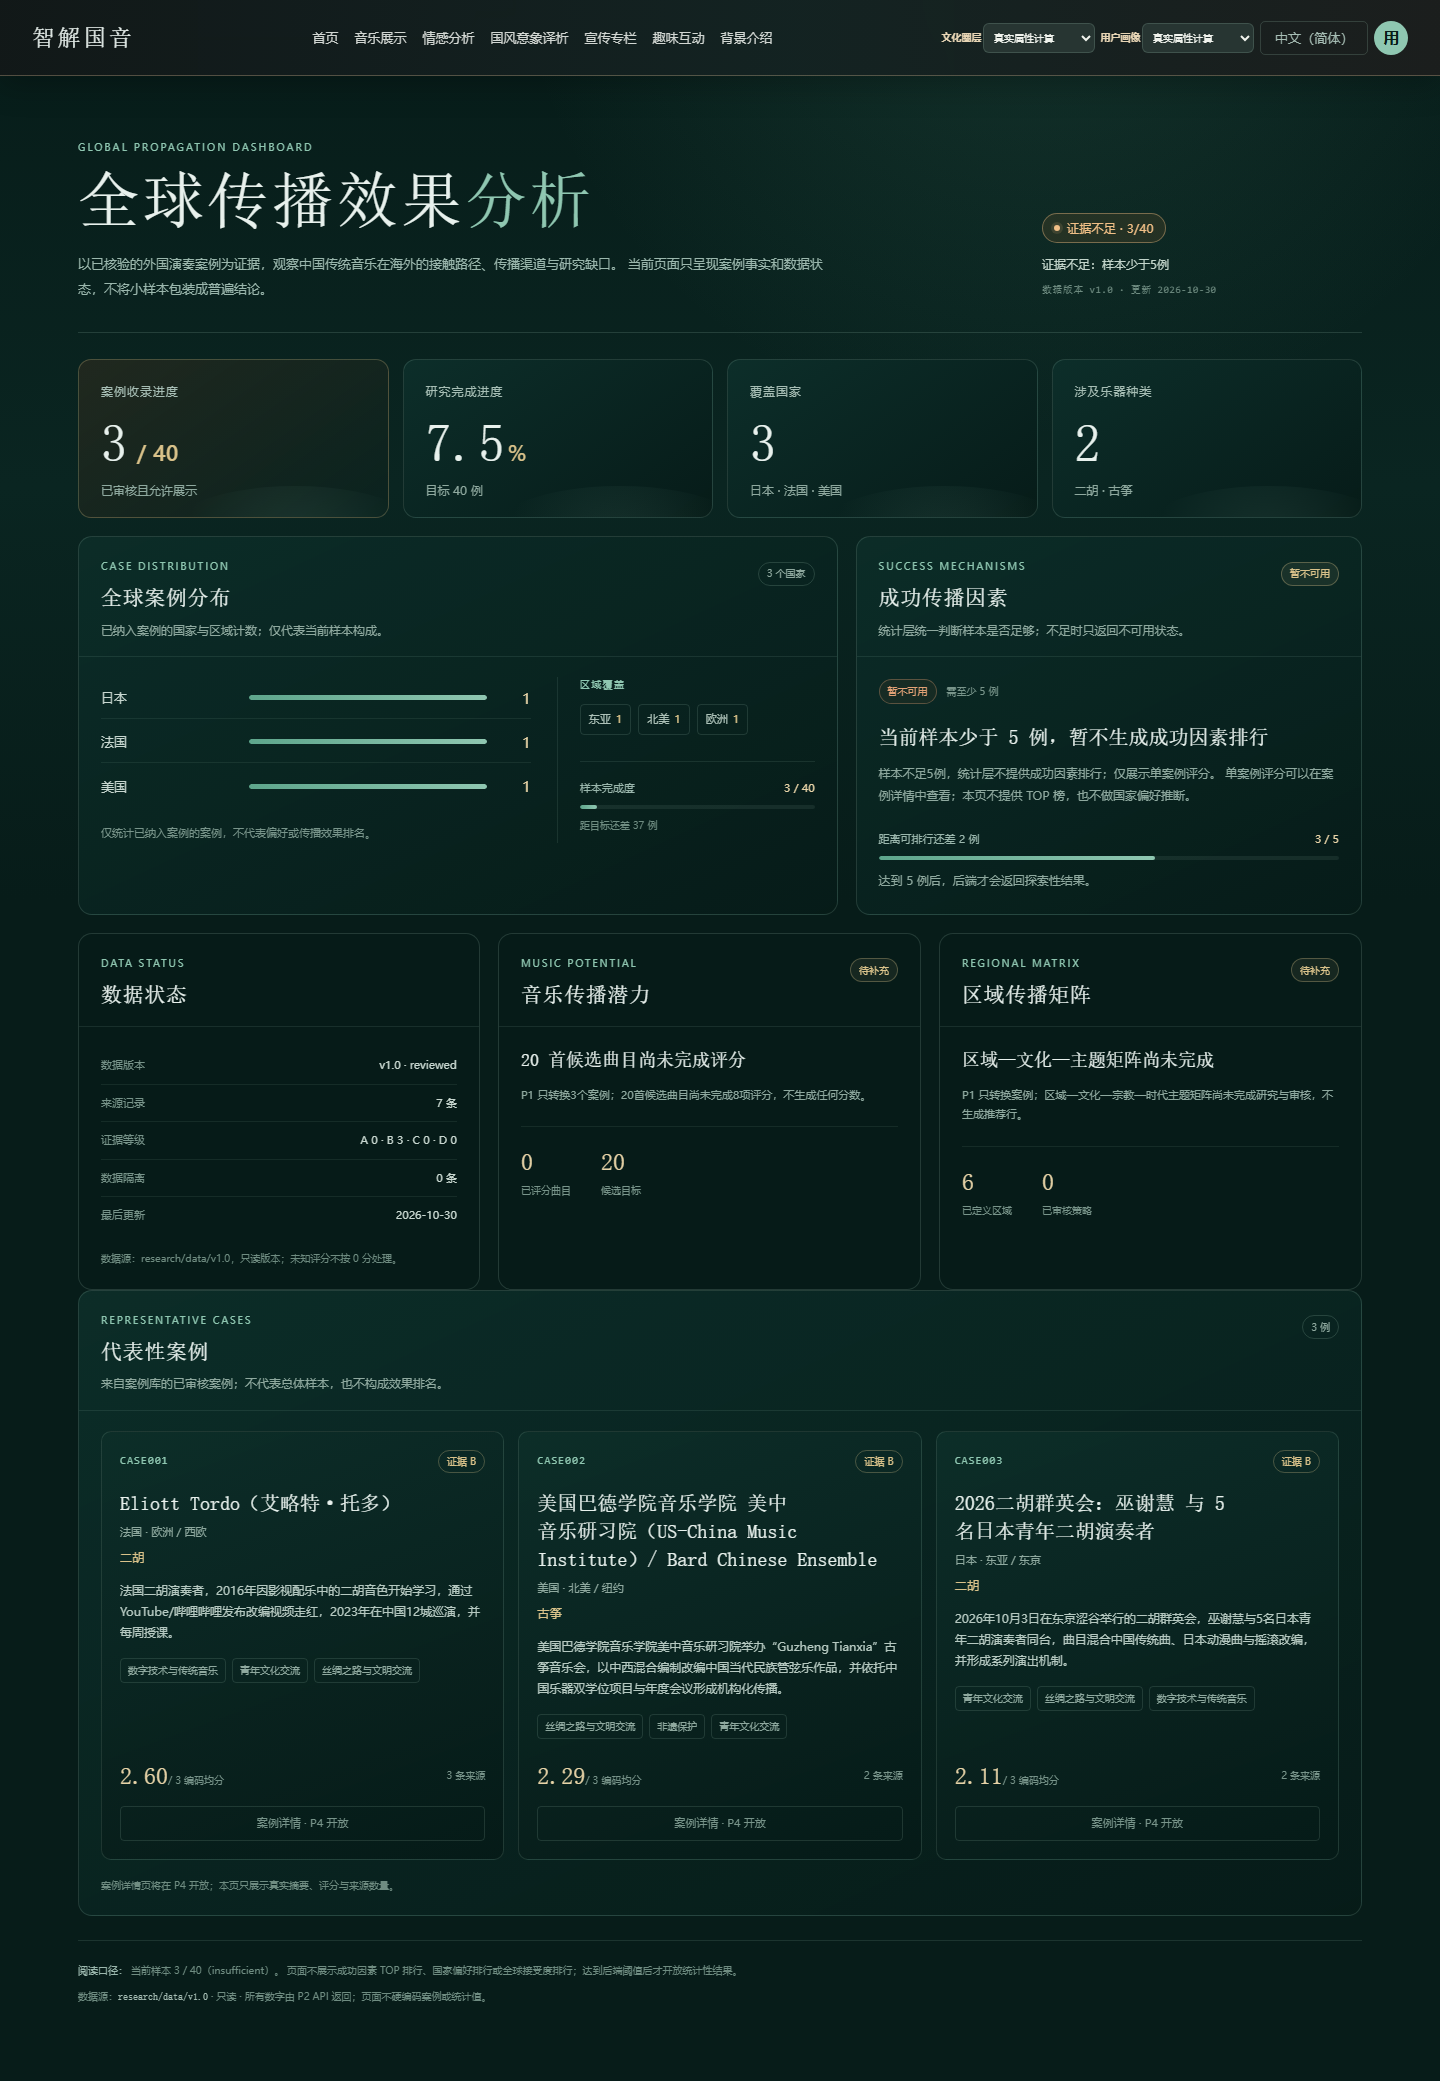 智解国音
首页 音乐展示 情感分析 国风意象译析 宣传专栏 趣味互动 背景介绍
文化圈层 真实属性计算 用户画像 真实属性计算 中文（简体） 用
GLOBAL PROPAGATION DASHBOARD
全球传播效果分析
以已核验的外国演奏案例为证据，观察中国传统音乐在海外的接触路径、传播渠道与研究缺口。 当前页面只呈现案例事实和数据状
态，不将小样本包装成普遍结论。
证据不足 · 3/40
证据不足：样本少于5例
数据版本 v1.0 · 更新 2026-10-30
案例收录进度
3 / 40
已审核且允许展示
研究完成进度
7.5%
目标 40 例
覆盖国家
3
日本 · 法国 · 美国
涉及乐器种类
2
二胡 · 古筝
CASE DISTRIBUTION
全球案例分布
3 个国家
已纳入案例的国家与区域计数；仅代表当前样本构成。
日本 1
法国 1
美国 1
仅统计已纳入案例的案例，不代表偏好或传播效果排名。
区域覆盖
东亚 1 北美 1 欧洲 1
样本完成度 3 / 40
距目标还差 37 例
SUCCESS MECHANISMS
成功传播因素
暂不可用
统计层统一判断样本是否足够；不足时只返回不可用状态。
暂不可用 需至少 5 例
当前样本少于 5 例，暂不生成成功因素排行
样本不足5例，统计层不提供成功因素排行；仅展示单案例评分。 单案例评分可以在案
例详情中查看；本页不提供 TOP 榜，也不做国家偏好推断。
距离可排行还差 2 例 3 / 5
达到 5 例后，后端才会返回探索性结果。
DATA STATUS
数据状态
数据版本 v1.0 · reviewed
来源记录 7 条
证据等级 A 0 · B 3 · C 0 · D 0
数据隔离 0 条
最后更新 2026-10-30
数据源：research/data/v1.0，只读版本；未知评分不按 0 分处理。
MUSIC POTENTIAL
音乐传播潜力
待补充
20 首候选曲目尚未完成评分
P1 只转换3个案例；20首候选曲目尚未完成8项评分，不生成任何分数。
0 20
已评分曲目 候选目标
REGIONAL MATRIX
区域传播矩阵
待补充
区域—文化—主题矩阵尚未完成
P1 只转换案例；区域—文化—宗教—时代主题矩阵尚未完成研究与审核，不
生成推荐行。
6 0
已定义区域 已审核策略
REPRESENTATIVE CASES
代表性案例
3 例
来自案例库的已审核案例；不代表总体样本，也不构成效果排名。
CASE001 证据 B
Eliott Tordo（艾略特·托多）
法国 · 欧洲 / 西欧
二胡
法国二胡演奏者，2016年因影视配乐中的二胡音色开始学习，通过
YouTube/哔哩哔哩发布改编视频走红，2023年在中国12城巡演，并
每周授课。
数字技术与传统音乐 青年文化交流 丝绸之路与文明交流
2.60 / 3 编码均分 3 条来源
案例详情 · P4 开放
CASE002 证据 B
美国巴德学院音乐学院 美中
音乐研习院（US-China Music
Institute）/ Bard Chinese Ensemble
美国 · 北美 / 纽约
古筝
美国巴德学院音乐学院美中音乐研习院举办“Guzheng Tianxia”古
筝音乐会，以中西混合编制改编中国当代民族管弦乐作品，并依托中
国乐器双学位项目与年度会议形成机构化传播。
丝绸之路与文明交流 非遗保护 青年文化交流
2.29 / 3 编码均分 2 条来源
案例详情 · P4 开放
CASE003 证据 B
2026二胡群英会：巫谢慧 与 5
名日本青年二胡演奏者
日本 · 东亚 / 东京
二胡
2026年10月3日在东京涩谷举行的二胡群英会，巫谢慧与5名日本青
年二胡演奏者同台，曲目混合中国传统曲、日本动漫曲与摇滚改编，
并形成系列演出机制。
青年文化交流 丝绸之路与文明交流 数字技术与传统音乐
2.11 / 3 编码均分 2 条来源
案例详情 · P4 开放
案例详情页将在 P4 开放；本页只展示真实摘要、评分与来源数量。
阅读口径： 当前样本 3 / 40（insufficient）。 页面不展示成功因素 TOP 排行、国家偏好排行或全球接受度排行；达到后端阈值后才开放统计性结果。
数据源：research/data/v1.0 · 只读 · 所有数字由 P2 API 返回；页面不硬编码案例或统计值。